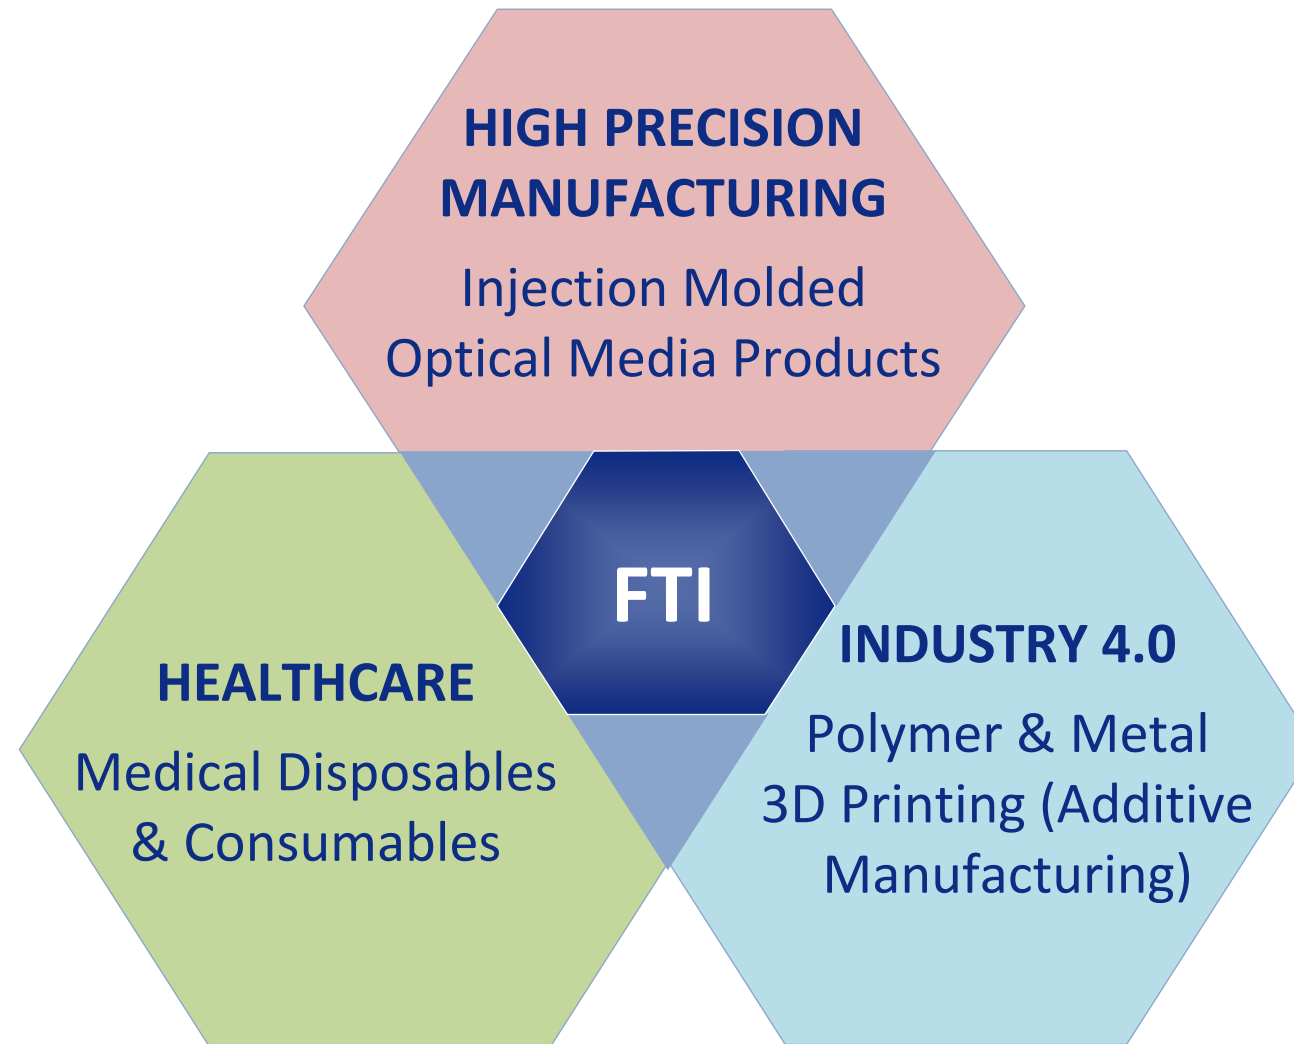 HIGH PRECISION
MANUFACTURING
Injection Molded
Optical Media Products
FTI
HEALTHCARE
Medical Disposables
& Consumables
INDUSTRY 4.0
Polymer & Metal
3D Printing (Additive
Manufacturing)